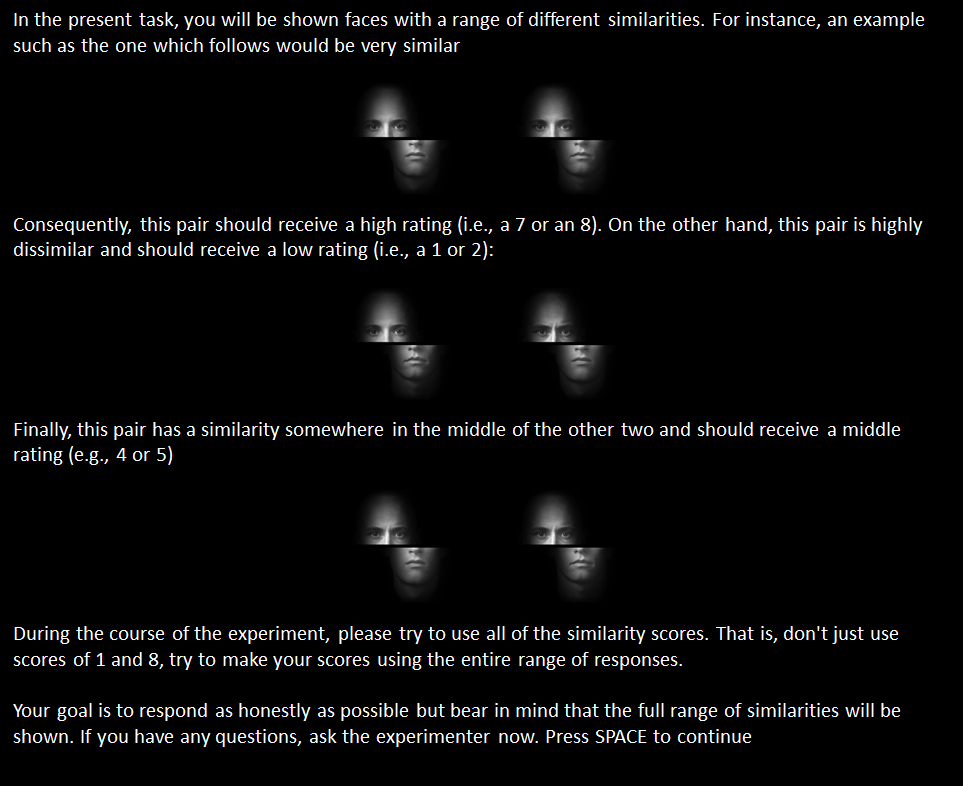 In the present task, you will be shown faces with a range of different similarities. For instance, an example
such as the one which follows would be very similar
Consequently, this pair should receive a high rating (i.e., a 7 or an 8). On the other hand, this pair is highly
dissimilar and should receive a low rating (i.e., a 1 or 2):
Finally, this pair has a similarity somewhere in the middle of the other two and should receive a middle
rating (e.g., 4 or 5)
During the course of the experiment, please try to use all of the similarity scores. That is, don't just use
scores of 1 and 8, try to make your scores using the entire range of responses.
Your goal is to respond as honestly as possible but bear in mind that the full range of similarities will be
shown. If you have any questions, ask the experimenter now. Press SPACE to continue